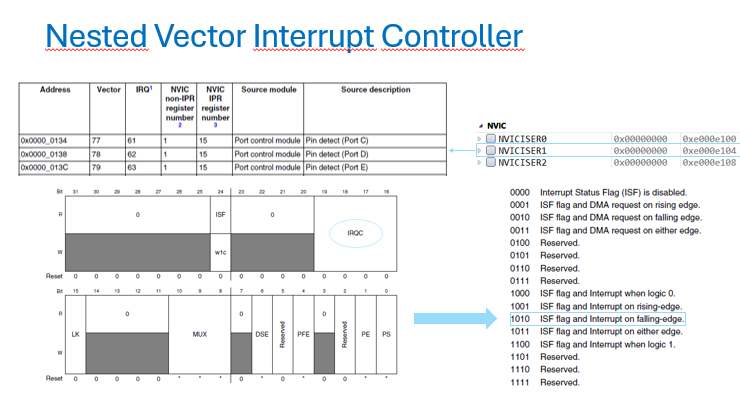 Nested Vector Interrupt Controller
Address Vector IRQ1 NVIC non-IPR register number 2 NVIC IPR register number 3 Source module Source description
0x0000_0134 77 61 1 15 Port control module Pin detect (Port C)
0x0000_0138 78 62 1 15 Port control module Pin detect (Port D)
0x0000_013C 79 63 1 15 Port control module Pin detect (Port E)
NVIC
NVICISER0 0x00000000 0xe000e100
NVICISER1 0x00000000 0xe000e104
NVICISER2 0x00000000 0xe000e108
Bit 31 30 29 28 27 26 25 24 23 22 21 20 19 18 17 16
R 0 ISF 0
IRQC
W w1c
Reset 0 0 0 0 0 0 0 0 0 0 0 0 0 0 0 0
Bit 15 14 13 12 11 10 9 8 7 6 5 4 3 2 1 0
R 0 0 0
LK MUX DSE Reserved PFE Reserved PE PS
W
Reset 0 0 0 0 0 * * * 0 * 0 * 0 * * *
0000 Interrupt Status Flag (ISF) is disabled.
0001 ISF flag and DMA request on rising edge.
0010 ISF flag and DMA request on falling edge.
0011 ISF flag and DMA request on either edge.
0100 Reserved.
0101 Reserved.
0110 Reserved.
0111 Reserved.
1000 ISF flag and Interrupt when logic 0.
1001 ISF flag and Interrupt on rising-edge.
1010 ISF flag and Interrupt on falling-edge.
1011 ISF flag and Interrupt on either edge.
1100 ISF flag and Interrupt when logic 1.
1101 Reserved.
1110 Reserved.
1111 Reserved.